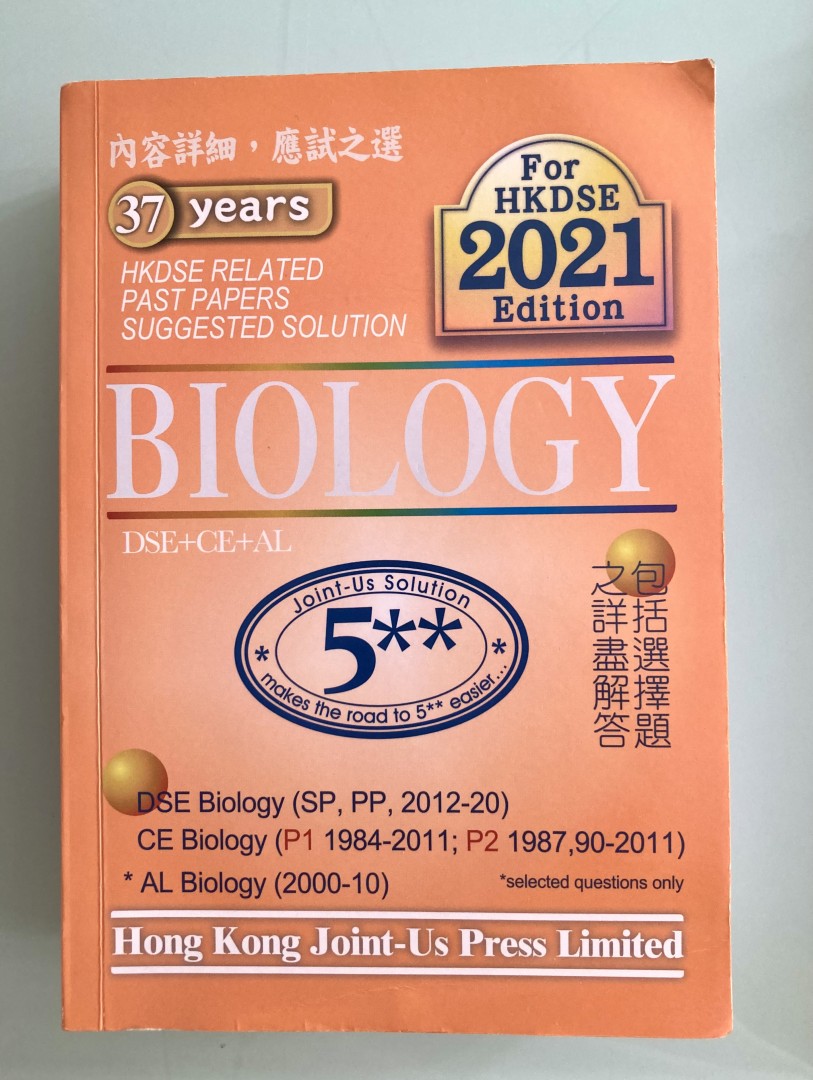 內容詳細，應試之選
37 years
HKDSE RELATED
PAST PAPERS
SUGGESTED SOLUTION
For
HKDSE
2021
Edition
BIOLOGY
DSE+CE+AL
Joint-Us Solution
* 5** *
makes the road to 5** easier...
包括選擇題
之詳盡解答
DSE Biology (SP, PP, 2012-20)
CE Biology (P1 1984-2011; P2 1987,90-2011)
* AL Biology (2000-10)
*selected questions only
Hong Kong Joint-Us Press Limited